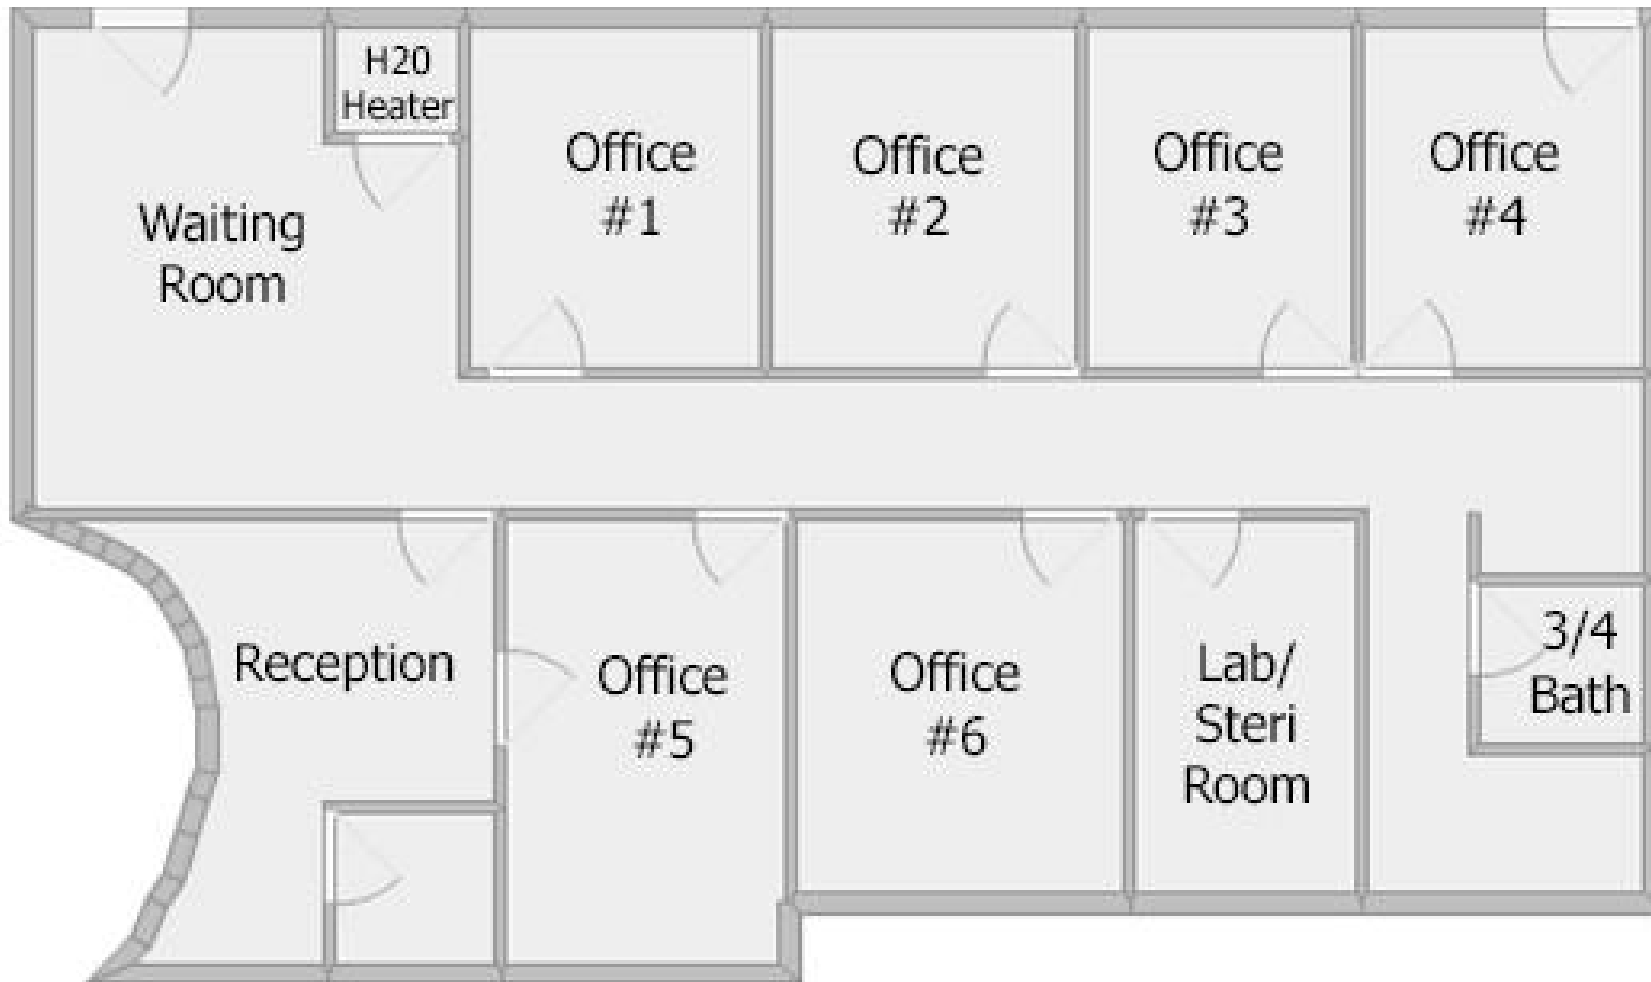 H20
Heater
Office
#1
Office
#2
Office
#3
Office
#4
Waiting
Room
Reception
Office
#5
Office
#6
Lab/
Steri
Room
3/4
Bath